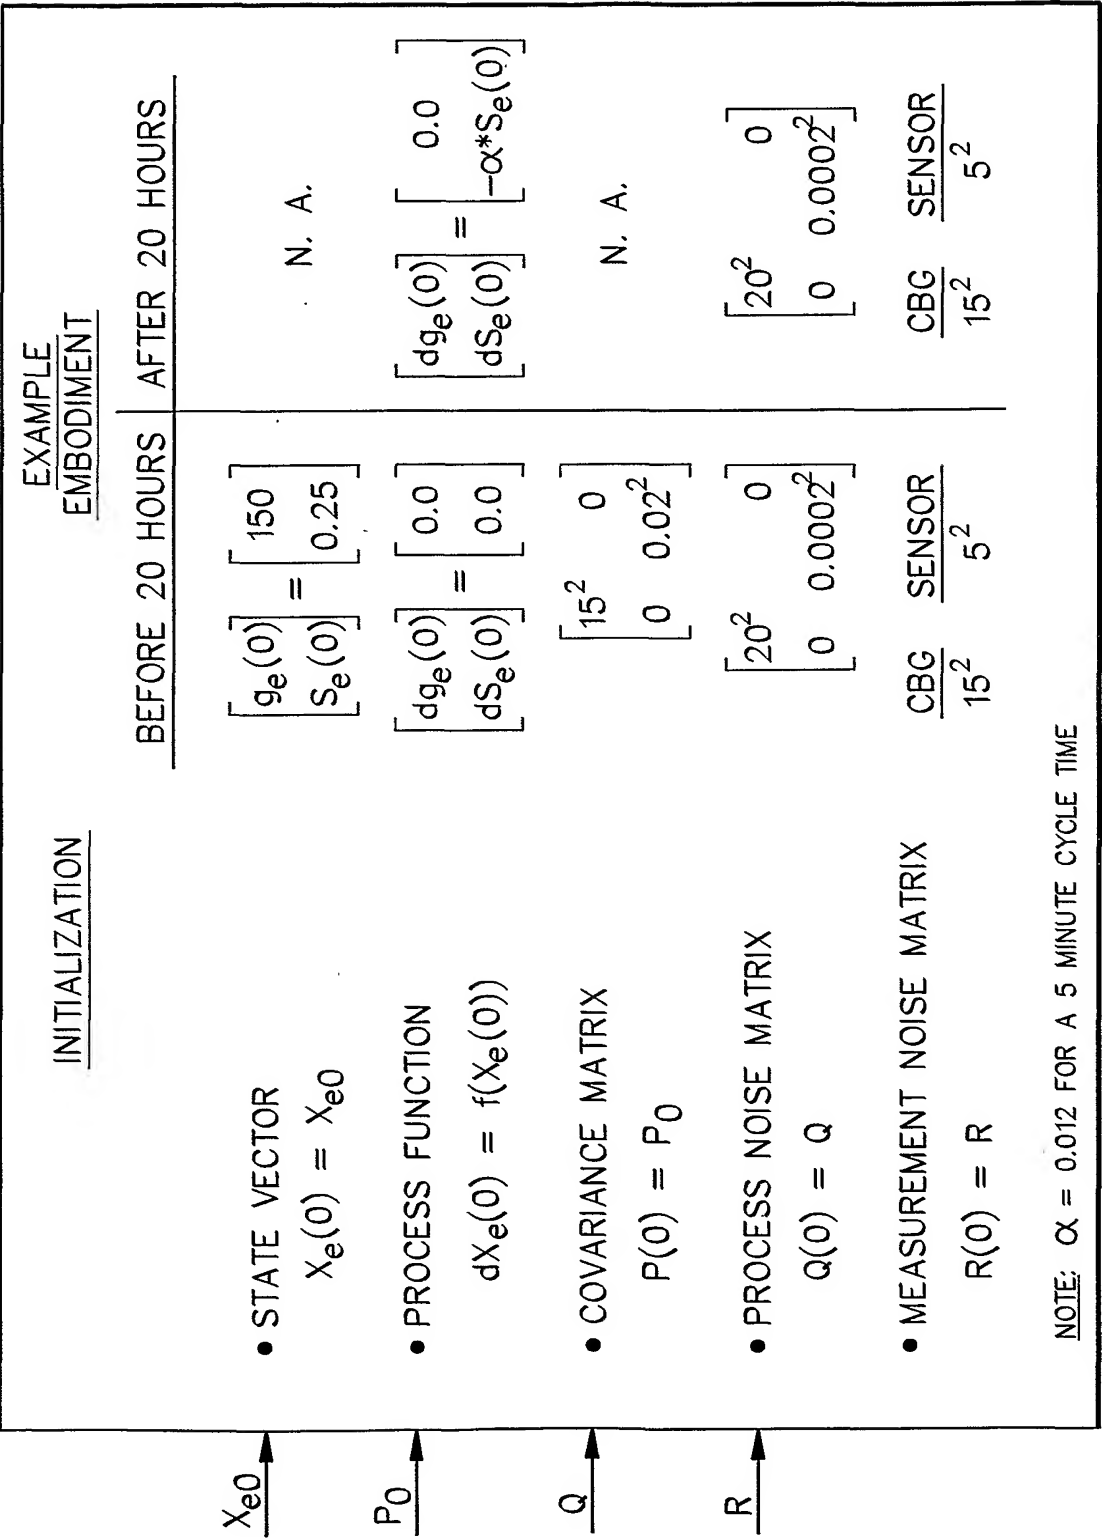 INITIALIZATION
EXAMPLE
EMBODIMENT
BEFORE 20 HOURS AFTER 20 HOURS
X_e0
• STATE VECTOR
X_e(0) = X_e0
[g_e(0)] = [150] N. A.
[S_e(0)] [0.25]
P_0
• PROCESS FUNCTION
dX_e(0) = f(X_e(0))
[dg_e(0)] = [0.0] [dg_e(0)] = [0.0]
[dS_e(0)] [0.0] [dS_e(0)] [-α*S_e(0)]
Q
• COVARIANCE MATRIX
P(0) = P_0
[15² 0] N. A.
[0 0.02²]
R
• PROCESS NOISE MATRIX
Q(0) = Q
[20² 0] [20² 0]
[0 0.0002²] [0 0.0002²]
• MEASUREMENT NOISE MATRIX
R(0) = R
CBG SENSOR CBG SENSOR
15² 5² 15² 5²
NOTE: α = 0.012 FOR A 5 MINUTE CYCLE TIME